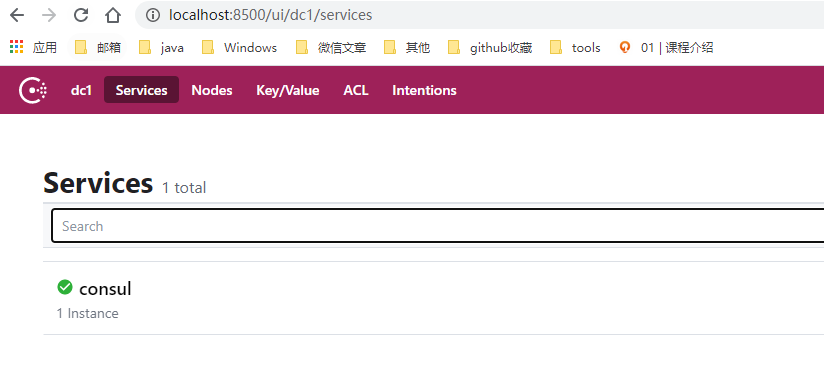 localhost:8500/ui/dc1/services
应用 邮箱 java Windows 微信文章 其他 github收藏 tools 01 | 课程介绍
dc1 Services Nodes Key/Value ACL Intentions
Services 1 total
Search
consul
1 Instance